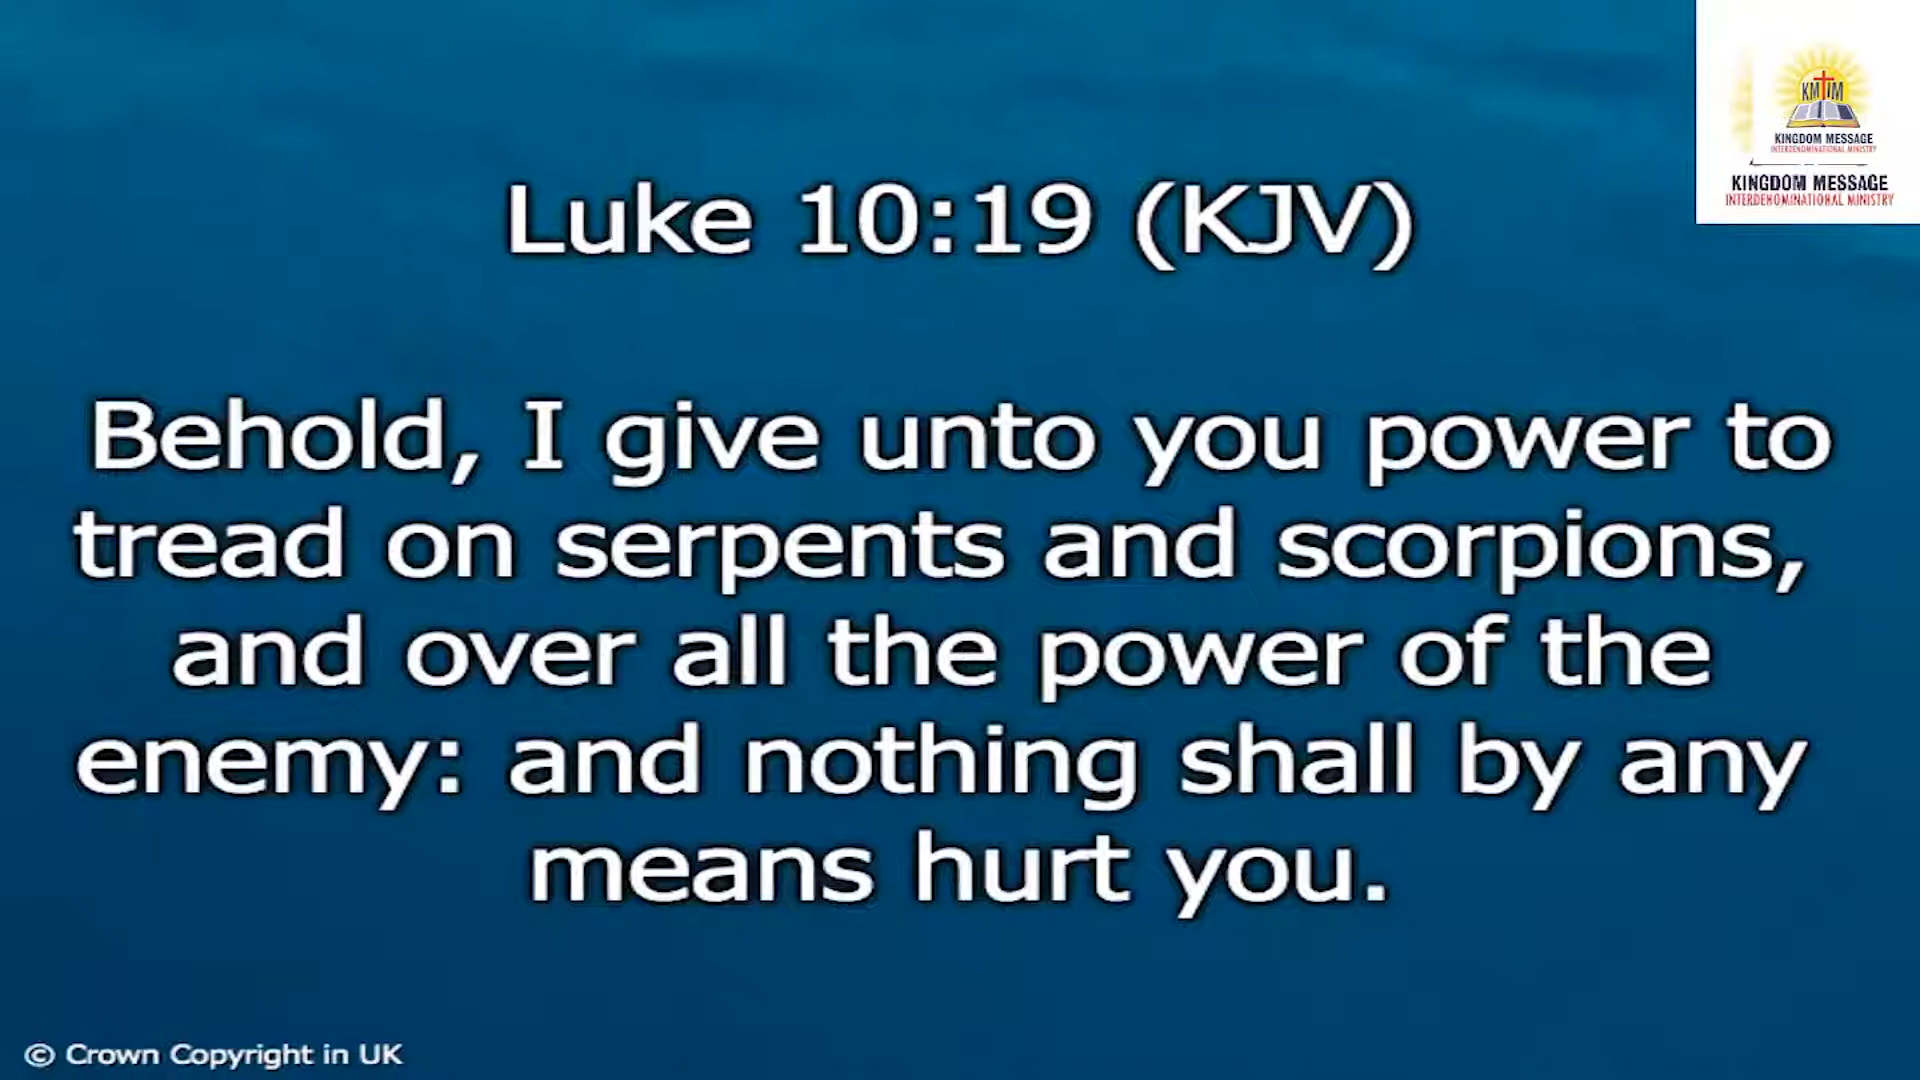 KM IM
KINGDOM MESSAGE
INTERDENOMINATIONAL MINISTRY
KINGDOM MESSAGE
INTERDENOMINATIONAL MINISTRY
Luke 10:19 (KJV)
Behold, I give unto you power to
tread on serpents and scorpions,
and over all the power of the
enemy: and nothing shall by any
means hurt you.
© Crown Copyright in UK